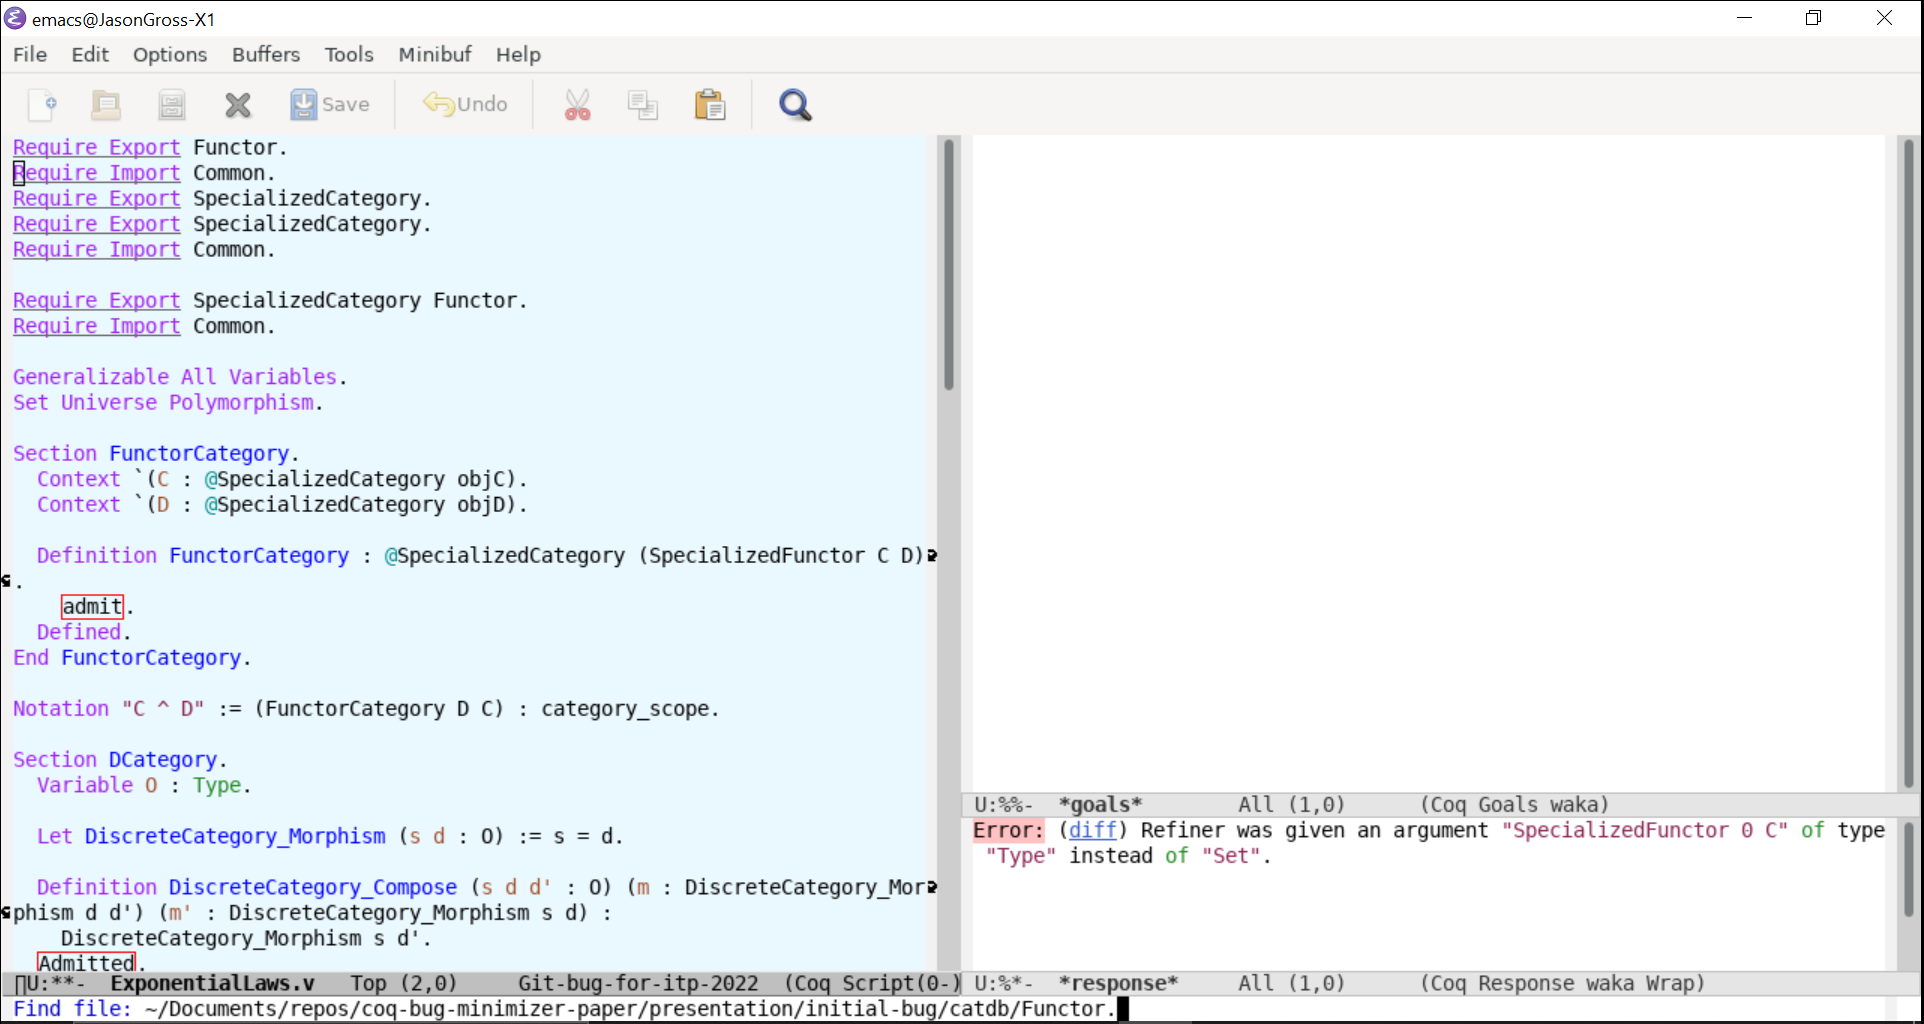 emacs@JasonGross-X1
File Edit Options Buffers Tools Minibuf Help
Save Undo
Require Export Functor.
Require Import Common.
Require Export SpecializedCategory.
Require Export SpecializedCategory.
Require Import Common.
Require Export SpecializedCategory Functor.
Require Import Common.
Generalizable All Variables.
Set Universe Polymorphism.
Section FunctorCategory.
Context `(C : @SpecializedCategory objC).
Context `(D : @SpecializedCategory objD).
Definition FunctorCategory : @SpecializedCategory (SpecializedFunctor C D)
.
admit.
Defined.
End FunctorCategory.
Notation "C ^ D" := (FunctorCategory D C) : category_scope.
Section DCategory.
Variable O : Type.
Let DiscreteCategory_Morphism (s d : O) := s = d.
Definition DiscreteCategory_Compose (s d d' : O) (m : DiscreteCategory_Mor
phism d d') (m' : DiscreteCategory_Morphism s d) :
DiscreteCategory_Morphism s d'.
Admitted.
U:**- ExponentialLaws.v Top (2,0) Git-bug-for-itp-2022 (Coq Script(0-)
U:%%- *goals* All (1,0) (Coq Goals waka)
Error: (diff) Refiner was given an argument "SpecializedFunctor 0 C" of type
"Type" instead of "Set".
U:%*- *response* All (1,0) (Coq Response waka Wrap)
Find file: ~/Documents/repos/coq-bug-minimizer-paper/presentation/initial-bug/catdb/Functor.